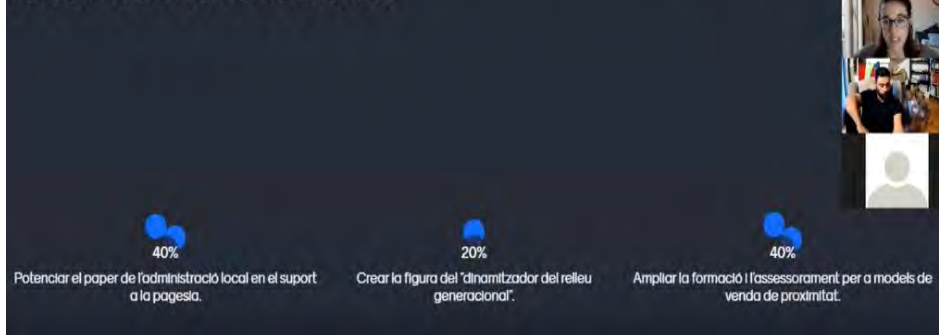 40%
Potenciar el paper de l'administració local en el suport
a la pagesia.
20%
Crear la figura del "dinamitzador del relleu
generacional".
40%
Ampliar la formació i l'assessorament per a models de
venda de proximitat.